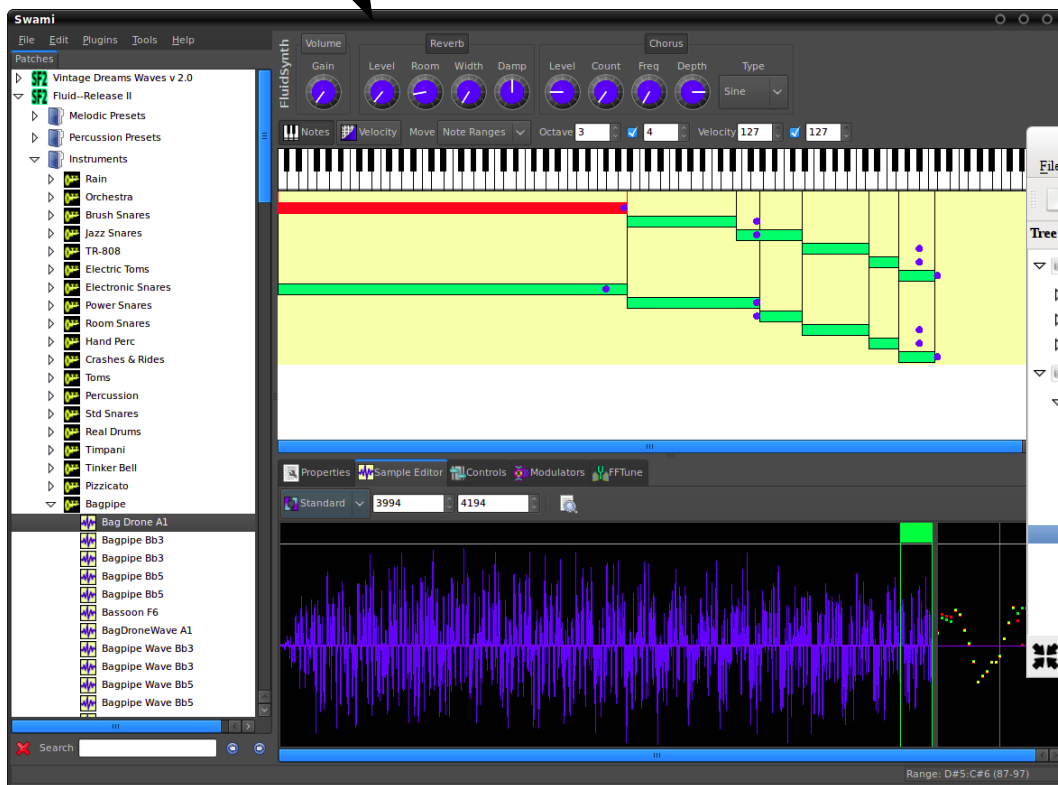 Swami
File Edit Plugins Tools Help
Patches
SF2 Vintage Dreams Waves v 2.0
SF2 Fluid--Release II
Melodic Presets
Percussion Presets
Instruments
Rain
Orchestra
Brush Snares
Jazz Snares
TR-808
Electric Toms
Electronic Snares
Power Snares
Room Snares
Hand Perc
Crashes & Rides
Toms
Percussion
Std Snares
Real Drums
Timpani
Tinker Bell
Pizzicato
Bagpipe
Bag Drone A1
Bagpipe Bb3
Bagpipe Bb3
Bagpipe Bb5
Bagpipe Bb5
Bassoon F6
BagDroneWave A1
Bagpipe Wave Bb3
Bagpipe Wave Bb3
Bagpipe Wave Bb5
Bagpipe Wave Bb5
Search
FluidSynth
Volume Reverb Chorus
Gain Level Room Width Damp Level Count Freq Depth Type
Sine
Notes Velocity Move Note Ranges Octave 3 4 Velocity 127 127
Properties Sample Editor Controls Modulators FFTune
Standard 3994 4194
Range: D#5:C#6 (87-97)
File
Tree